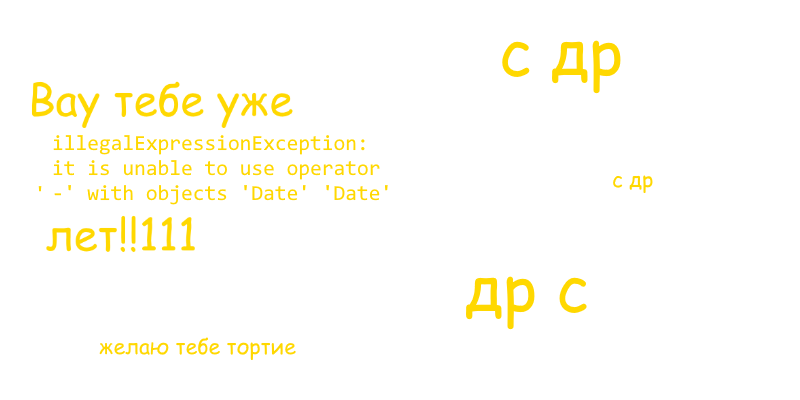 с др
Вау тебе уже
illegalExpressionException:
it is unable to use operator
'-' with objects 'Date' 'Date'
с др
лет!!111
др с
желаю тебе тортие